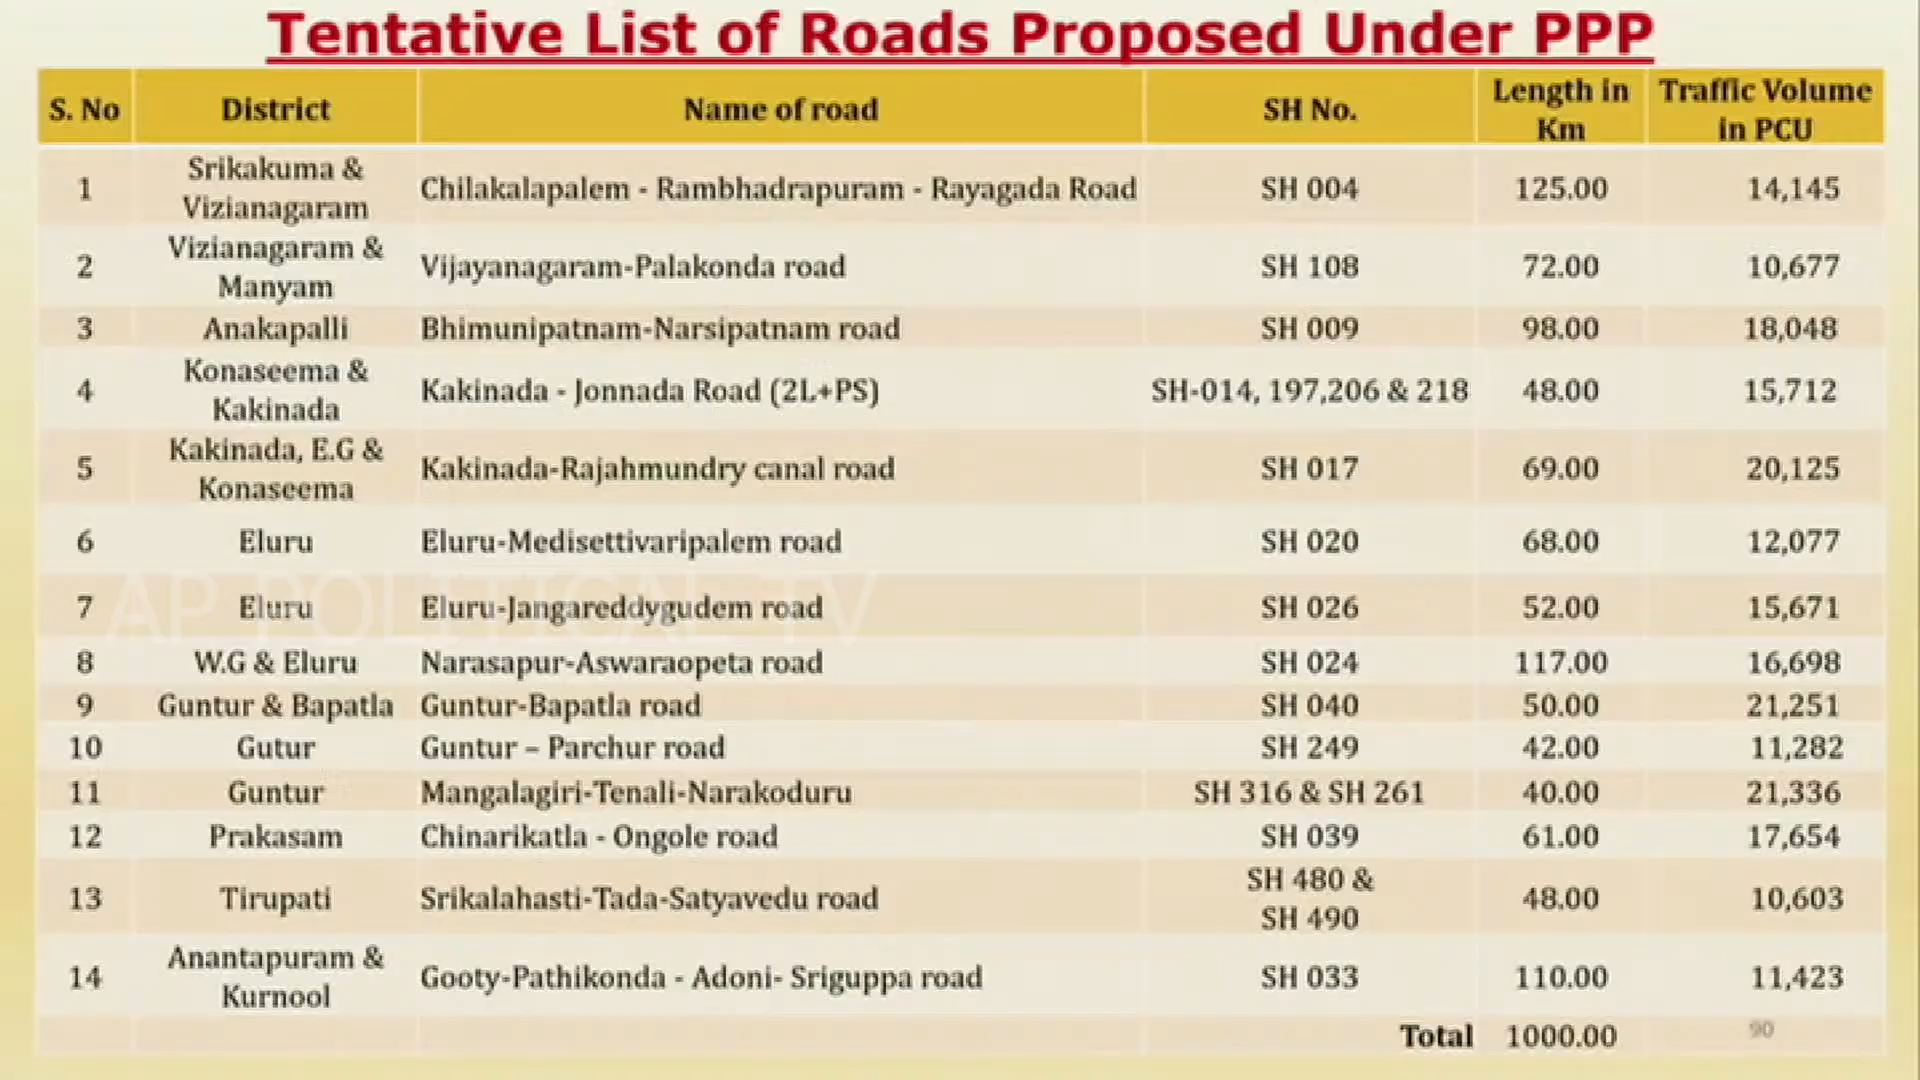 Tentative List of Roads Proposed Under PPP
S. No District Name of road SH No. Length in Km Traffic Volume in PCU
1 Srikakuma & Vizianagaram Chilakalapalem - Rambhadrapuram - Rayagada Road SH 004 125.00 14,145
2 Vizianagaram & Manyam Vijayanagaram-Palakonda road SH 108 72.00 10,677
3 Anakapalli Bhimunipatnam-Narsipatnam road SH 009 98.00 18,048
4 Konaseema & Kakinada Kakinada - Jonnada Road (2L+PS) SH-014, 197,206 & 218 48.00 15,712
5 Kakinada, E.G & Konaseema Kakinada-Rajahmundry canal road SH 017 69.00 20,125
6 Eluru Eluru-Medisettivaripalem road SH 020 68.00 12,077
7 Eluru Eluru-Jangareddygudem road SH 026 52.00 15,671
AP POLITICAL TV
8 W.G & Eluru Narasapur-Aswaraopeta road SH 024 117.00 16,698
9 Guntur & Bapatla Guntur-Bapatla road SH 040 50.00 21,251
10 Gutur Guntur – Parchur road SH 249 42.00 11,282
11 Guntur Mangalagiri-Tenali-Narakoduru SH 316 & SH 261 40.00 21,336
12 Prakasam Chinarikatla - Ongole road SH 039 61.00 17,654
13 Tirupati Srikalahasti-Tada-Satyavedu road SH 480 & SH 490 48.00 10,603
14 Anantapuram & Kurnool Gooty-Pathikonda - Adoni- Sriguppa road SH 033 110.00 11,423
Total 1000.00 90